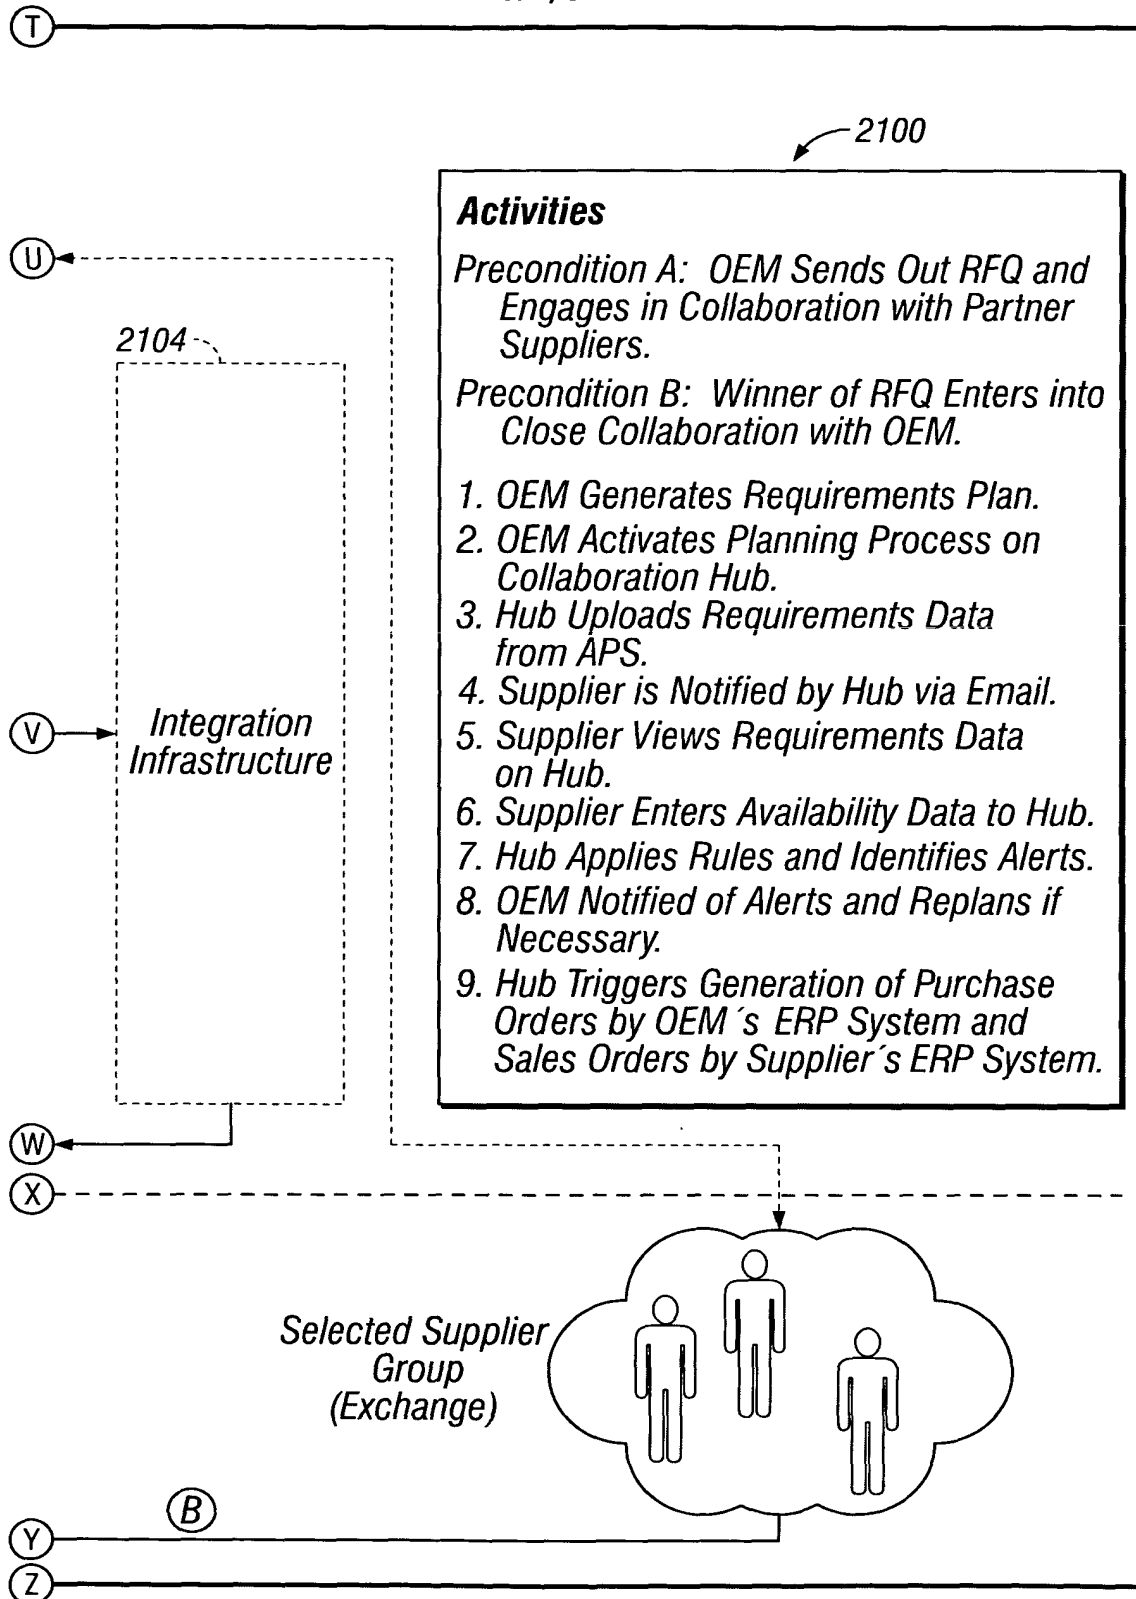 T
2100
Activities
U
Precondition A: OEM Sends Out RFQ and
Engages in Collaboration with Partner
Suppliers.
2104
Precondition B: Winner of RFQ Enters into
Close Collaboration with OEM.
1. OEM Generates Requirements Plan.
2. OEM Activates Planning Process on
Collaboration Hub.
3. Hub Uploads Requirements Data
from APS.
4. Supplier is Notified by Hub via Email.
V
Integration
Infrastructure
5. Supplier Views Requirements Data
on Hub.
6. Supplier Enters Availability Data to Hub.
7. Hub Applies Rules and Identifies Alerts.
8. OEM Notified of Alerts and Replans if
Necessary.
9. Hub Triggers Generation of Purchase
Orders by OEM´s ERP System and
Sales Orders by Supplier´s ERP System.
W
X
Selected Supplier
Group
(Exchange)
B
Y
Z